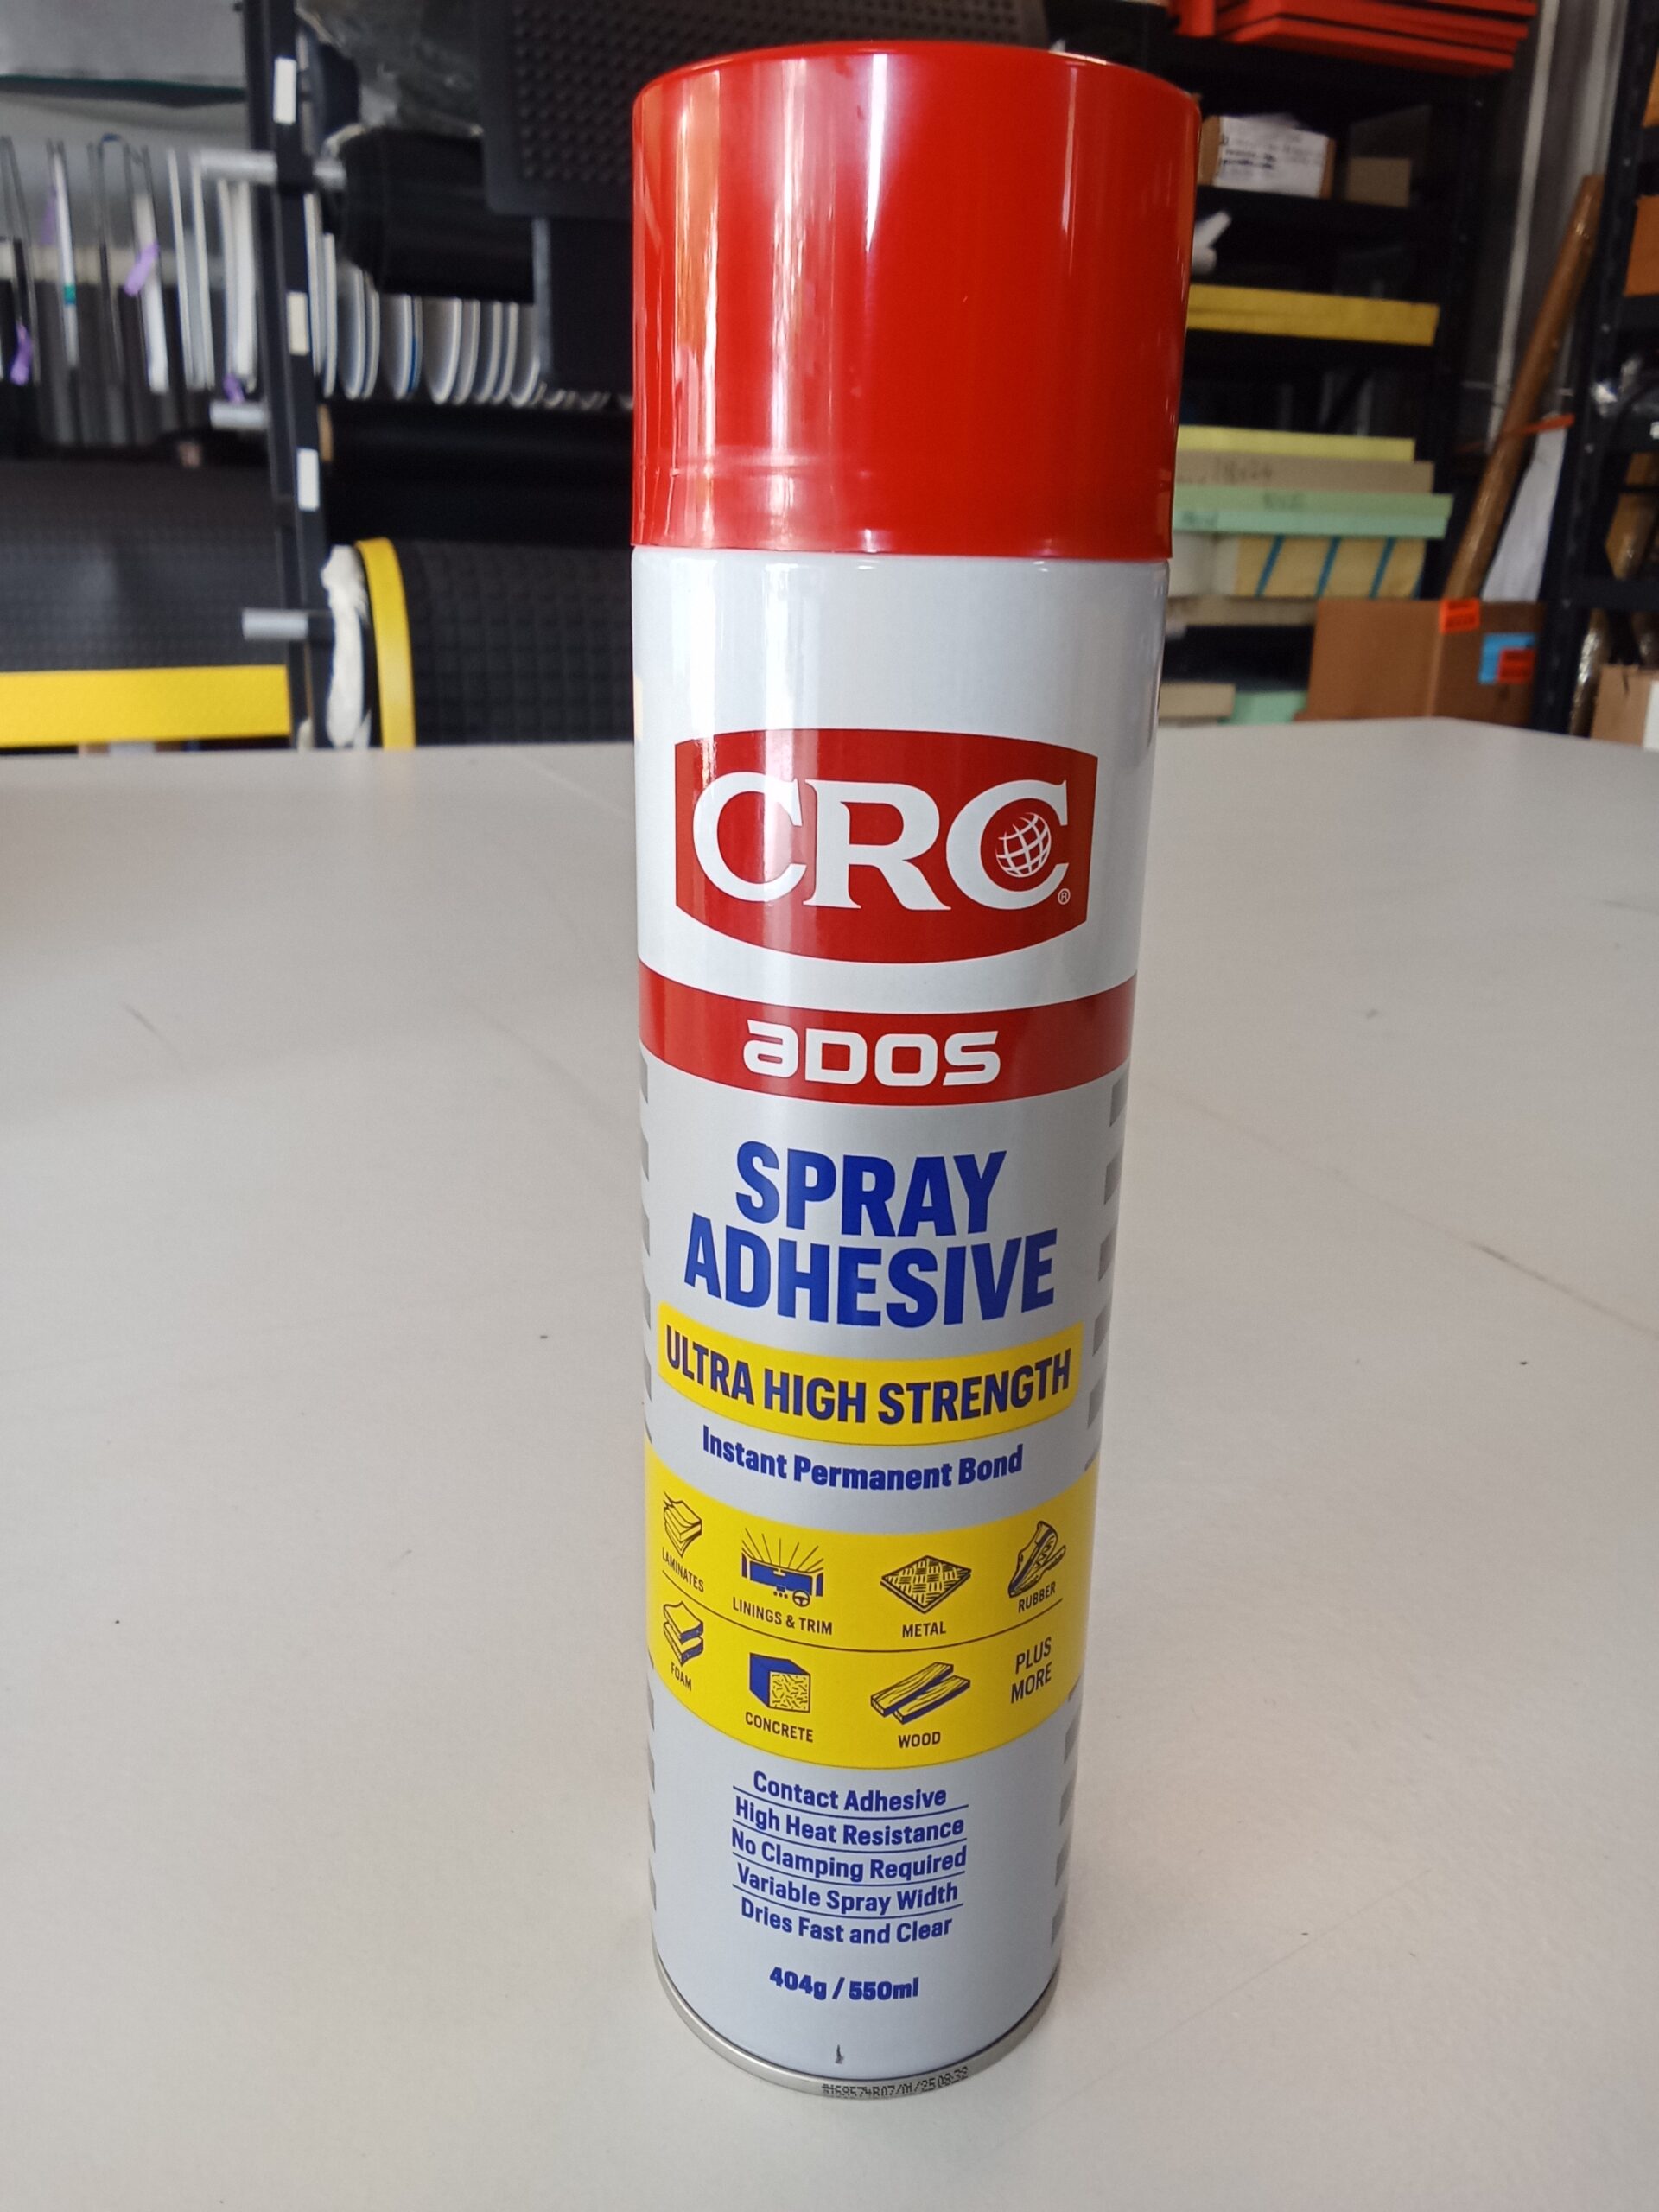 CRC®
ADOS
SPRAY
ADHESIVE
ULTRA HIGH STRENGTH
Instant Permanent Bond
LAMINATES
LININGS & TRIM
METAL
RUBBER
FOAM
CONCRETE
WOOD
PLUS
MORE
Contact Adhesive
High Heat Resistance
No Clamping Required
Variable Spray Width
Dries Fast and Clear
404g / 550ml